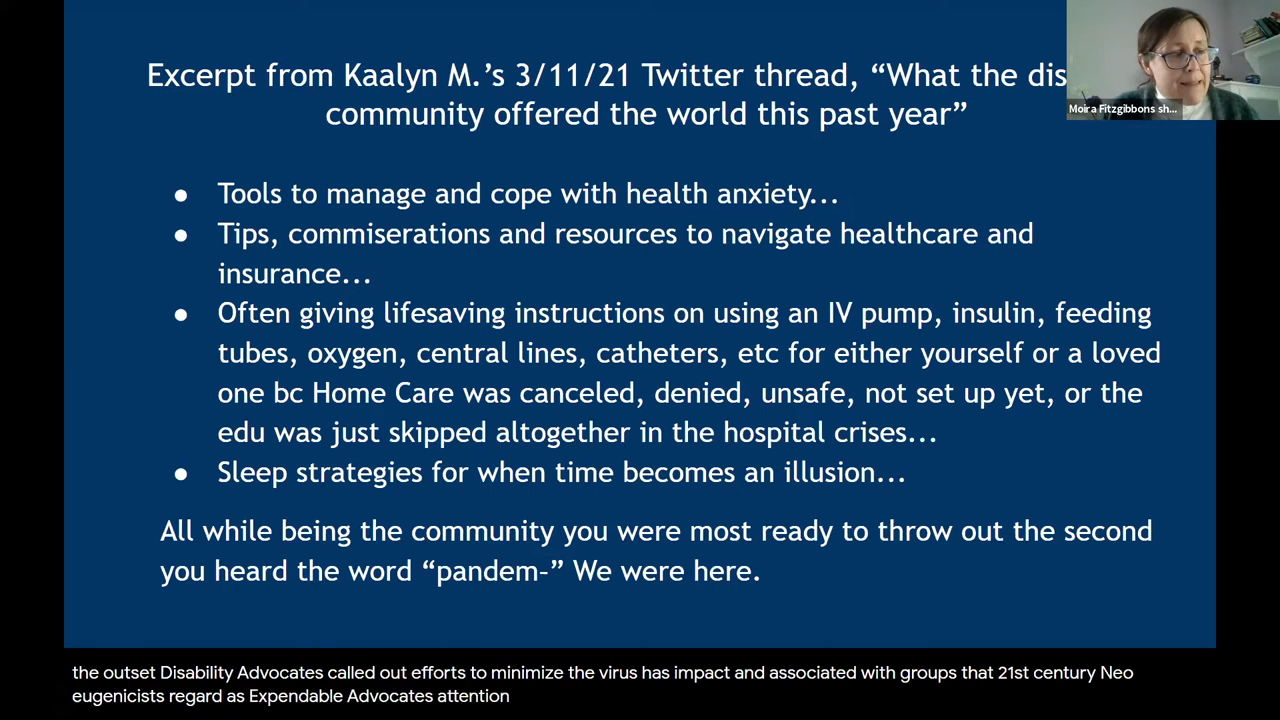 Excerpt from Kaalyn M.’s 3/11/21 Twitter thread, “What the
community offered the world this past year”
Moira Fitzgibbons sh...
● Tools to manage and cope with health anxiety...
● Tips, commiserations and resources to navigate healthcare and
insurance...
● Often giving lifesaving instructions on using an IV pump, insulin, feeding
tubes, oxygen, central lines, catheters, etc for either yourself or a loved
one bc Home Care was canceled, denied, unsafe, not set up yet, or the
edu was just skipped altogether in the hospital crises...
● Sleep strategies for when time becomes an illusion...
All while being the community you were most ready to throw out the second
you heard the word “pandem–” We were here.
the outset Disability Advocates called out efforts to minimize the virus has impact and associated with groups that 21st century Neo
eugenicists regard as Expendable Advocates attention